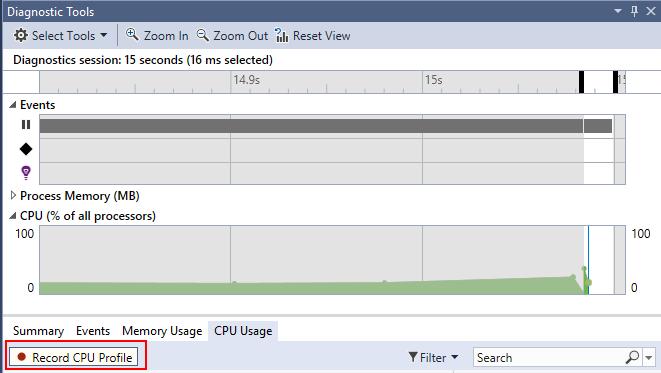 Diagnostic Tools
Select Tools Zoom In Zoom Out Reset View
Diagnostics session: 15 seconds (16 ms selected)
14.9s 15s 15
Events
Process Memory (MB)
CPU (% of all processors)
100 100
0 0
Summary Events Memory Usage CPU Usage
Record CPU Profile Filter Search